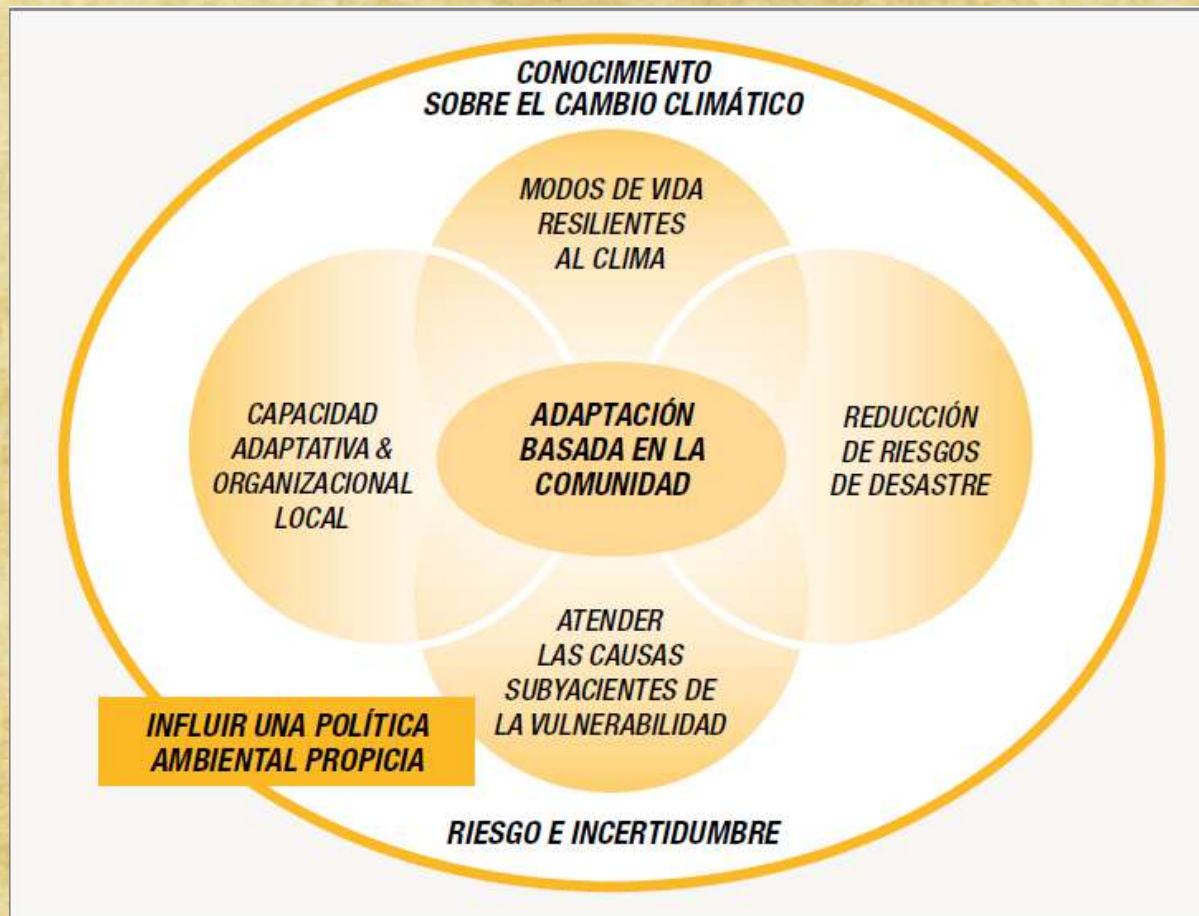 CONOCIMIENTO
SOBRE EL CAMBIO CLIMÁTICO
MODOS DE VIDA
RESILIENTES
AL CLIMA
CAPACIDAD
ADAPTATIVA &
ORGANIZACIONAL
LOCAL
ADAPTACIÓN
BASADA EN LA
COMUNIDAD
REDUCCIÓN
DE RIESGOS
DE DESASTRE
ATENDER
LAS CAUSAS
SUBYACIENTES DE
LA VULNERABILIDAD
INFLUIR UNA POLÍTICA
AMBIENTAL PROPICIA
RIESGO E INCERTIDUMBRE